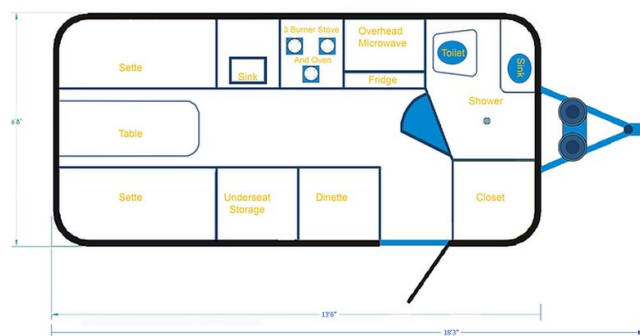 3 Burner Stove
And Oven
Overhead
Microwave
Sette
Sink
Fridge
Toilet
Sink
Shower
6'8"
Table
Sette
Underseat
Storage
Dinette
Closet
13'6"
18'3"